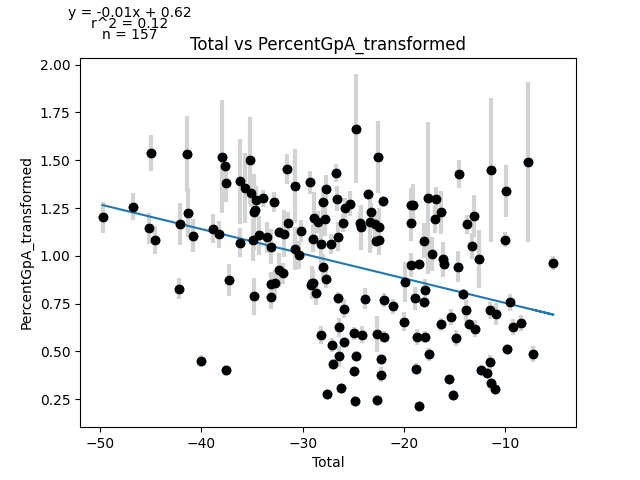 y = -0.01x + 0.62
r^2 = 0.12
n = 157
Total vs PercentGpA_transformed
2.00
1.75
1.50
1.25
1.00
0.75
0.50
0.25
PercentGpA_transformed
−50
−40
−30
−20
−10
Total